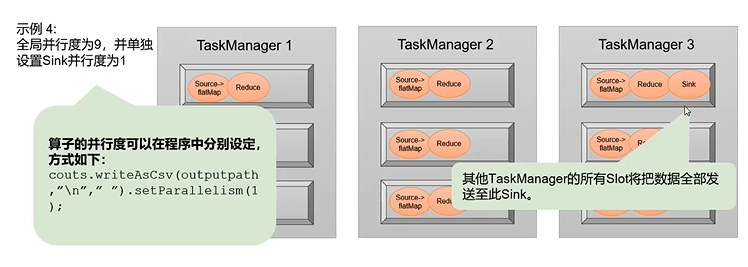 示例 4:
全局并行度为9，并单独
设置Sink并行度为1
TaskManager 1
Source->
flatMap
Reduce
算子的并行度可以在程序中分别设定，
方式如下:
couts.writeAsCsv(outputpath
,”\n”,” ”).setParallelism(1
);
TaskManager 2
Source->
flatMap
Reduce
Source->
flatMap
Reduce
Source->
flatMap
TaskManager 3
Source->
flatMap
Reduce
Sink
其他TaskManager的所有Slot将把数据全部发
送至此Sink。